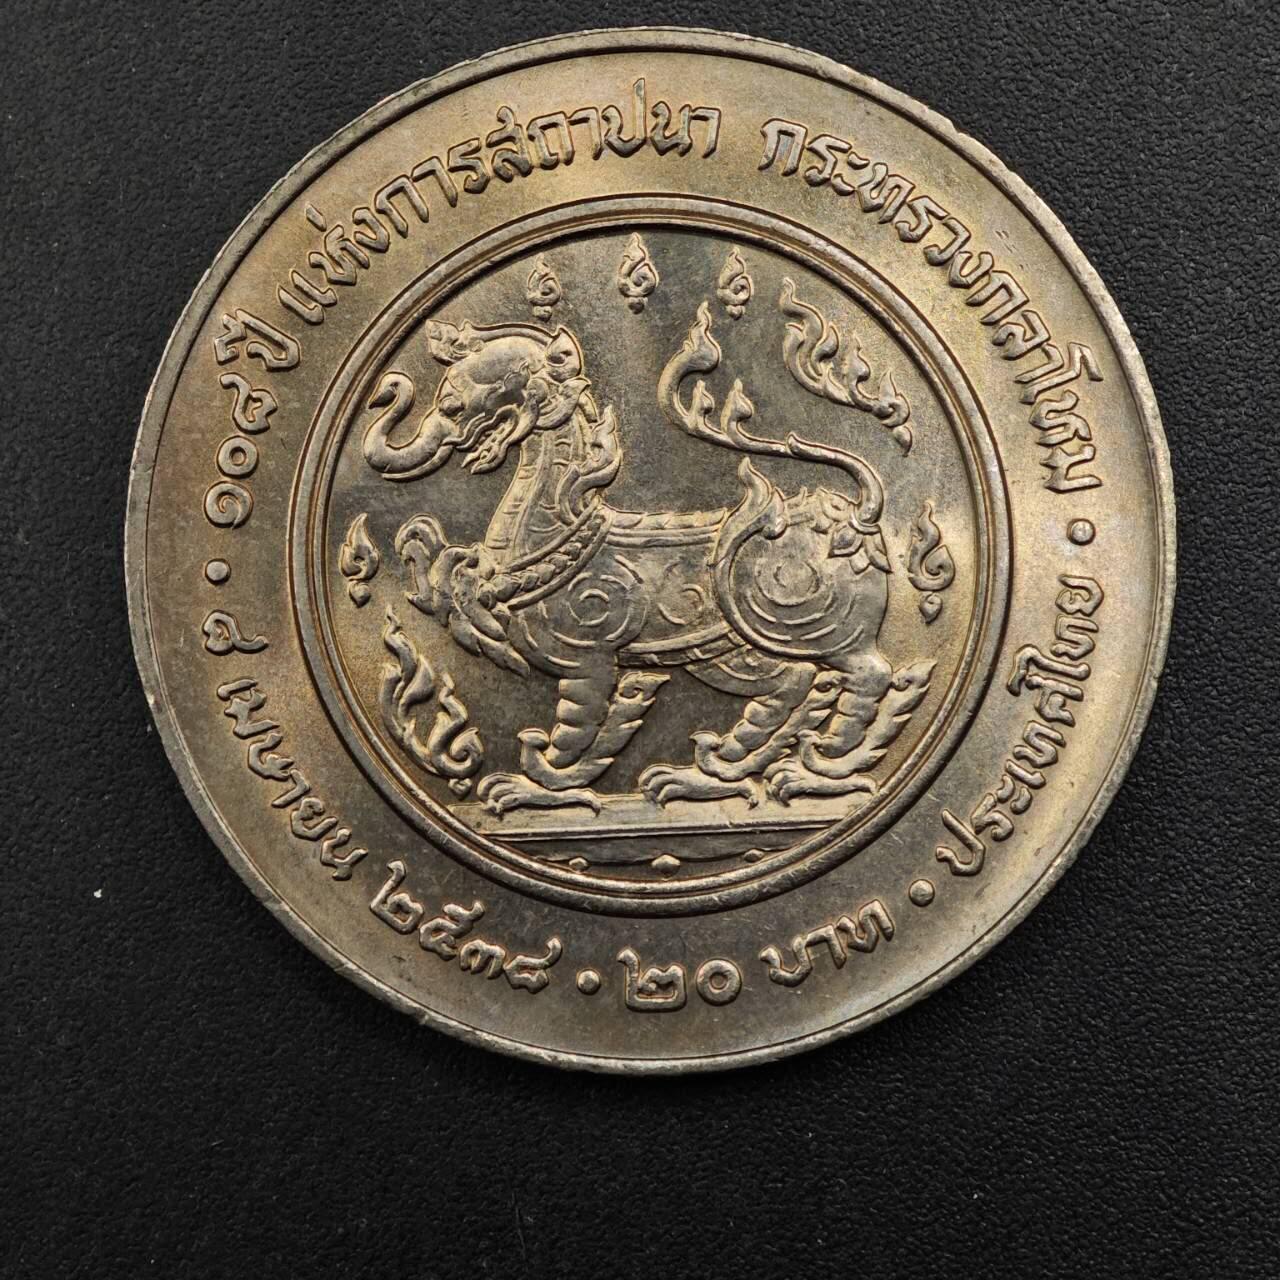 ๑๐๘ ปี แห่งการสถาปนา กระทรวงกลาโหม • ประเทศไทย
• ๘ เมษายน ๒๕๓๘ • ๒๐ บาท •